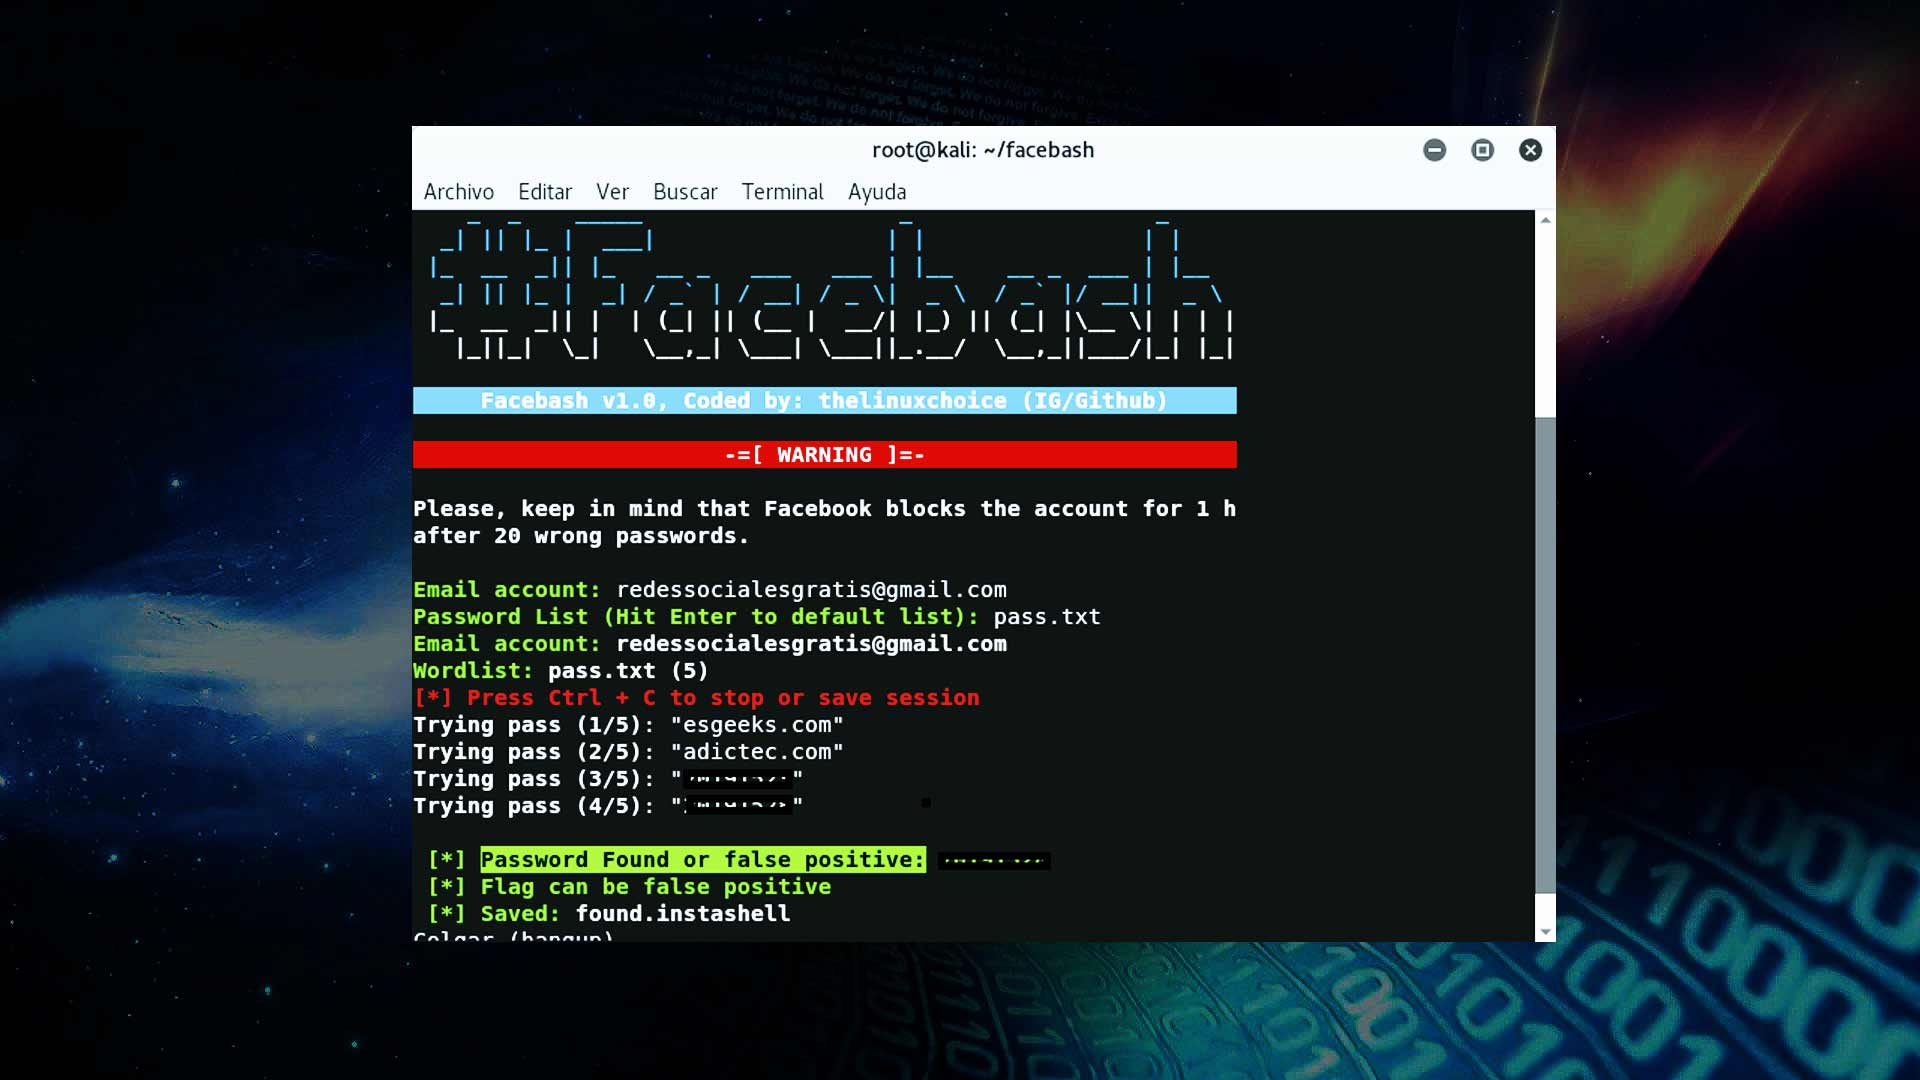 root@kali: ~/facebash
Archivo Editar Ver Buscar Terminal Ayuda
#Facebash
Facebash v1.0, Coded by: thelinuxchoice (IG/Github)
-=[ WARNING ]=-
Please, keep in mind that Facebook blocks the account for 1 h
after 20 wrong passwords.
Email account: redessocialesgratis@gmail.com
Password List (Hit Enter to default list): pass.txt
Email account: redessocialesgratis@gmail.com
Wordlist: pass.txt (5)
[*] Press Ctrl + C to stop or save session
Trying pass (1/5): "esgeeks.com"
Trying pass (2/5): "adictec.com"
Trying pass (3/5): " "
Trying pass (4/5): " "
[*] Password Found or false positive:
[*] Flag can be false positive
[*] Saved: found.instashell
Colgar (hangup)